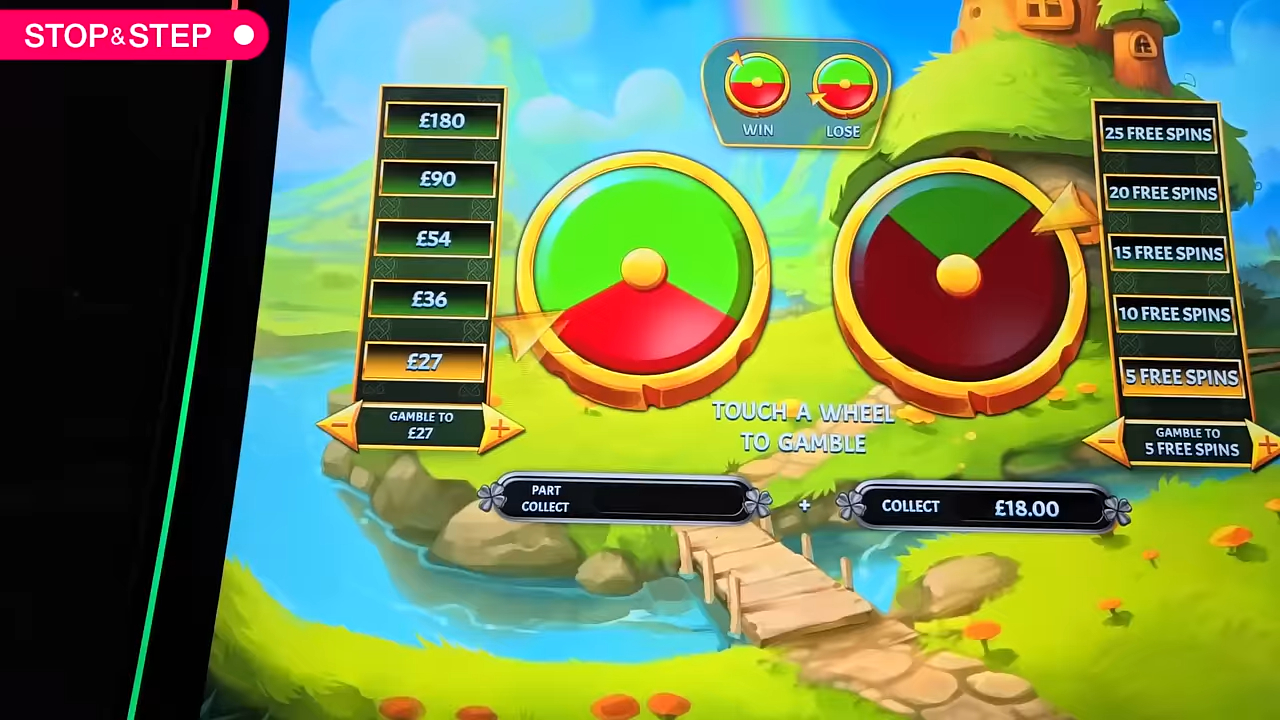 STOP&STEP
WIN
LOSE
£180
£90
£54
£36
£27
GAMBLE TO
£27
25 FREE SPINS
20 FREE SPINS
15 FREE SPINS
10 FREE SPINS
5 FREE SPINS
GAMBLE TO
5 FREE SPINS
TOUCH A WHEEL
TO GAMBLE
PART
COLLECT
+
COLLECT £18.00